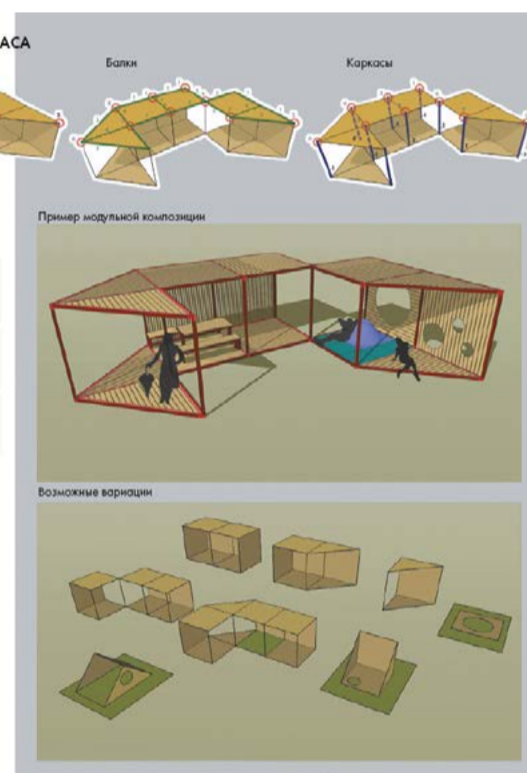 АСА
Балки
Каркасы
Пример модульной композиции
Возможные вариации